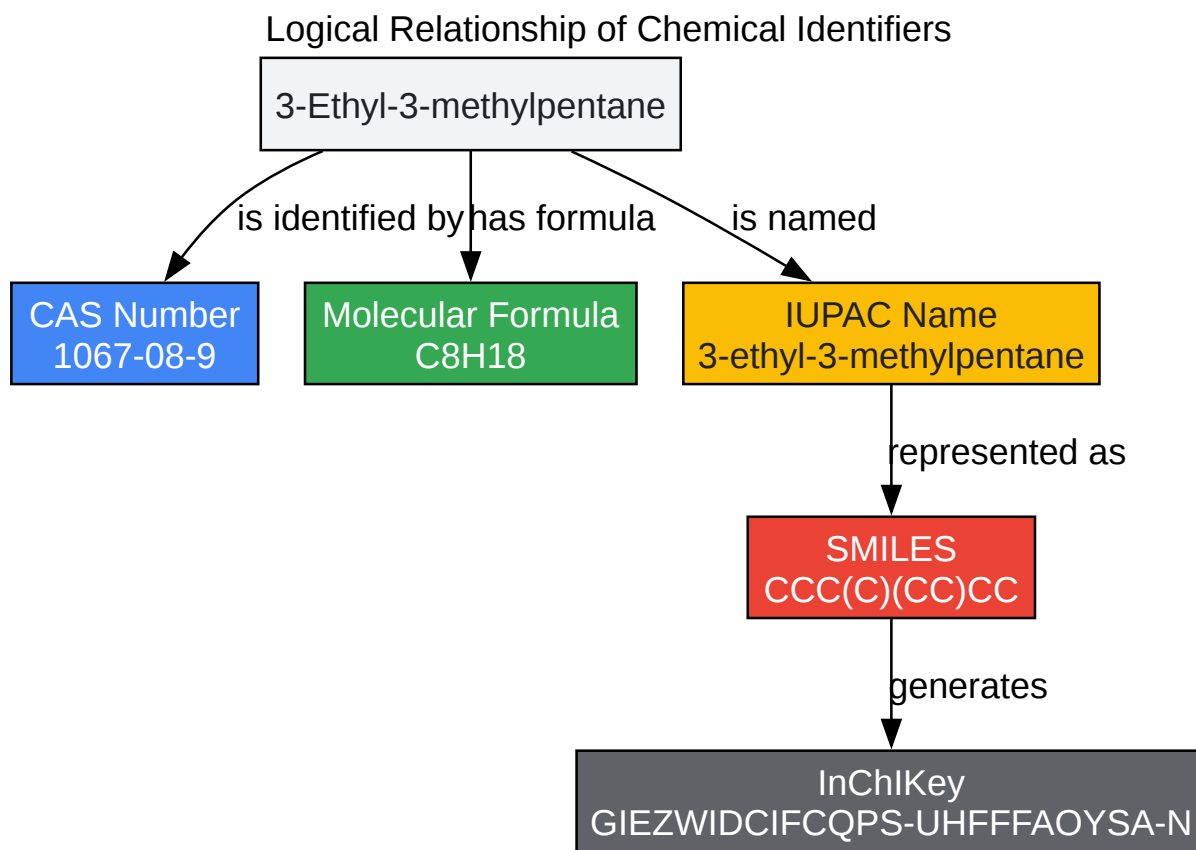 Logical Relationship of Chemical Identifiers
3-Ethyl-3-methylpentane
is identified by
has formula
is named
CAS Number
1067-08-9
Molecular Formula
C8H18
IUPAC Name
3-ethyl-3-methylpentane
represented as
SMILES
CCC(C)(CC)CC
generates
InChIKey
GIEZWIDCIFCQPS-UHFFFAOYSA-N